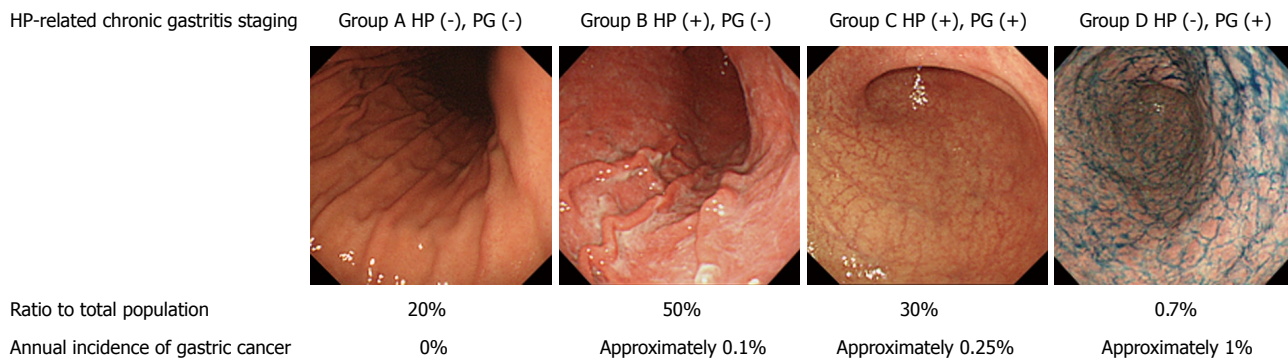 HP-related chronic gastritis staging Group A HP (-), PG (-) Group B HP (+), PG (-) Group C HP (+), PG (+) Group D HP (-), PG (+)
Ratio to total population 20% 50% 30% 0.7%
Annual incidence of gastric cancer 0% Approximately 0.1% Approximately 0.25% Approximately 1%